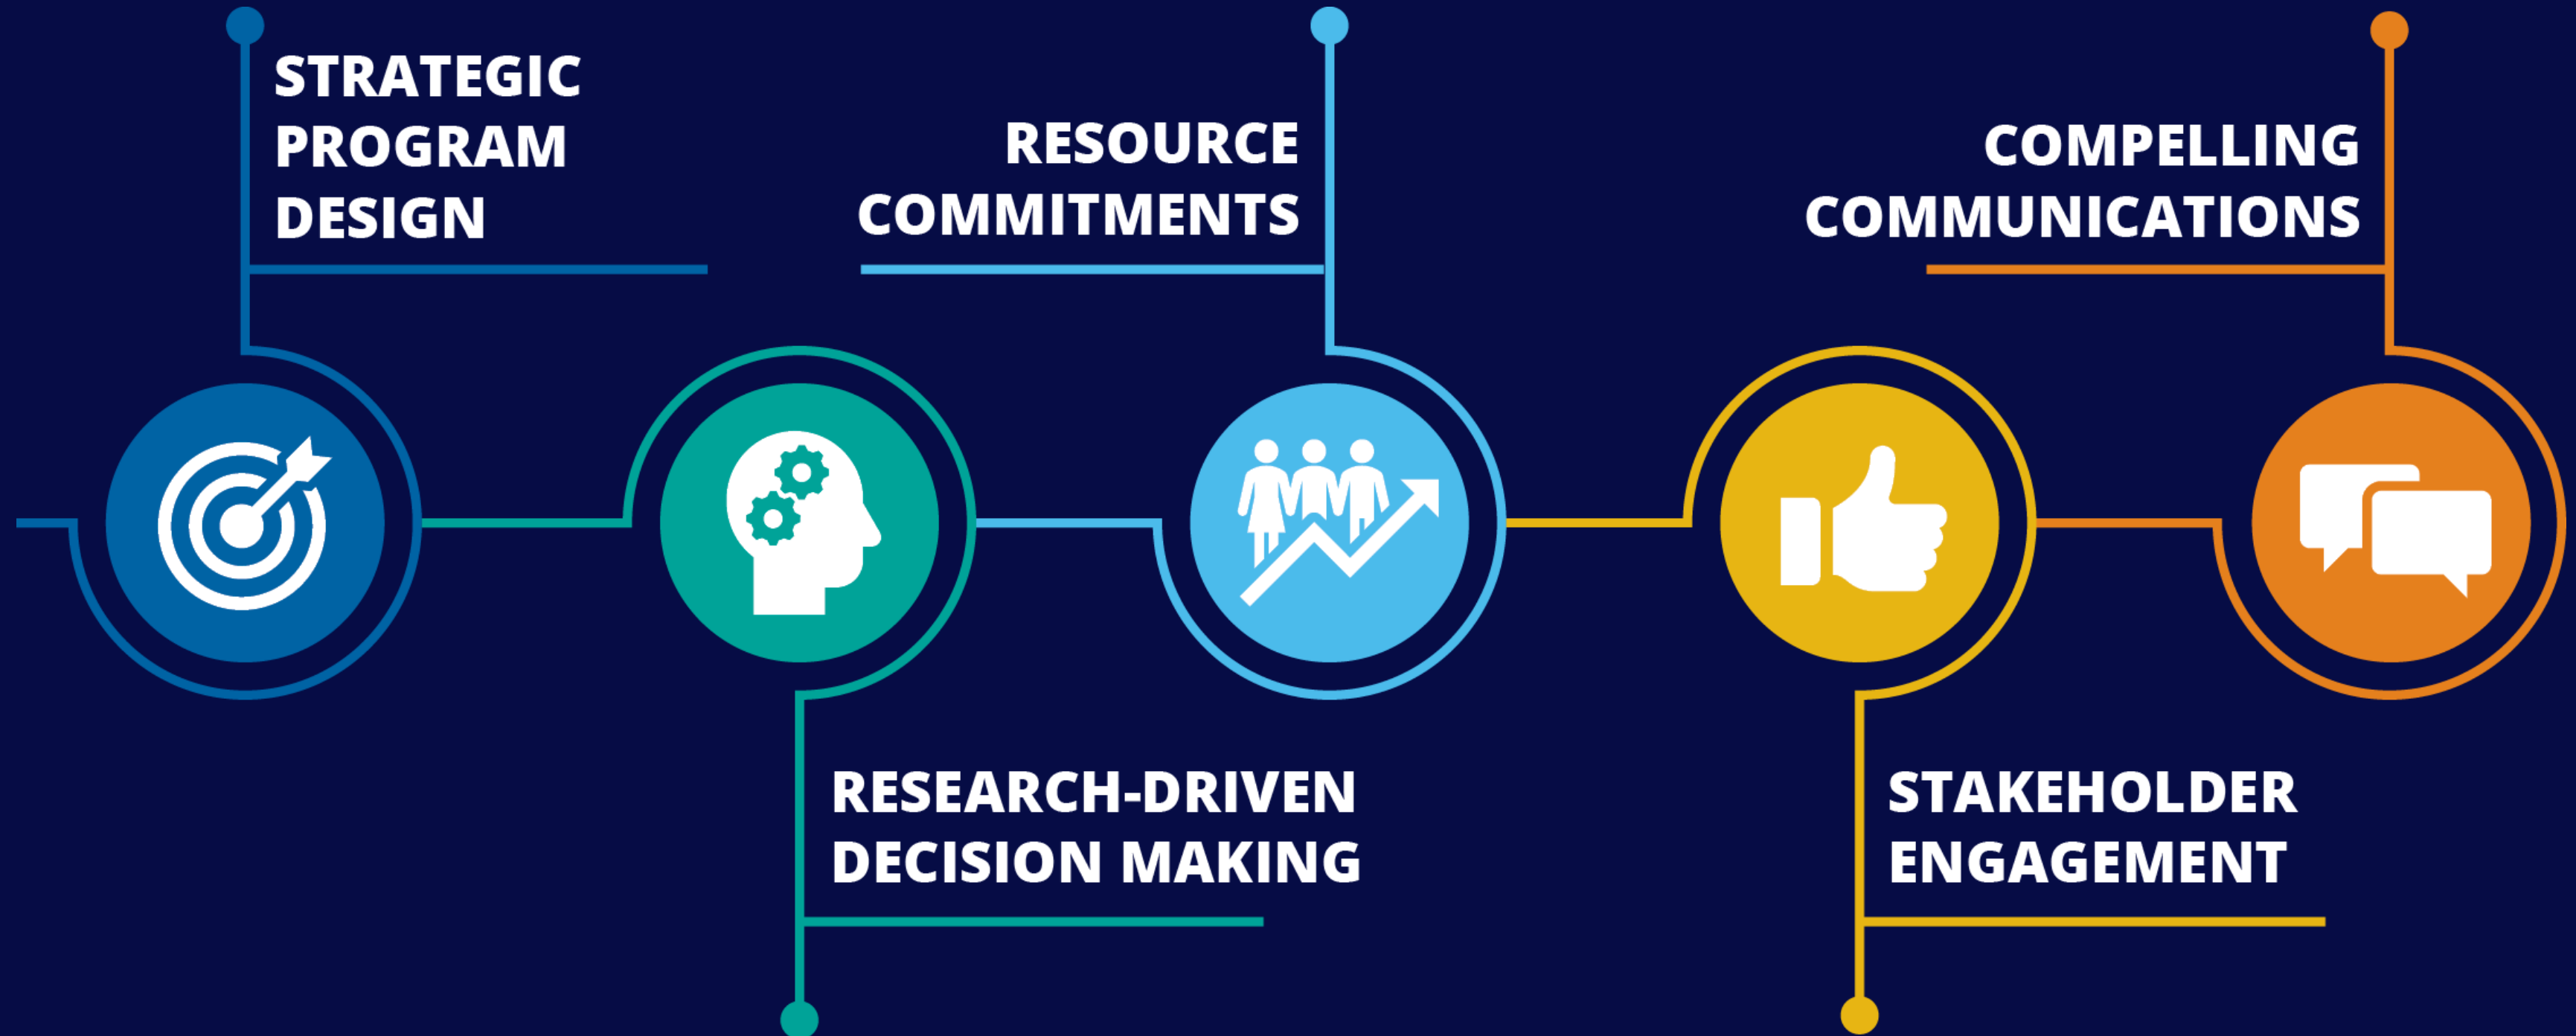 STRATEGIC
PROGRAM
DESIGN
RESEARCH-DRIVEN
DECISION MAKING
RESOURCE
COMMITMENTS
STAKEHOLDER
ENGAGEMENT
COMPELLING
COMMUNICATIONS